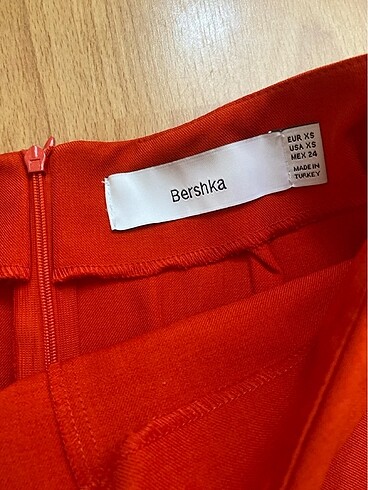 Bershka
EUR XS
USA XS
MEX 24
MADE IN
TURKEY